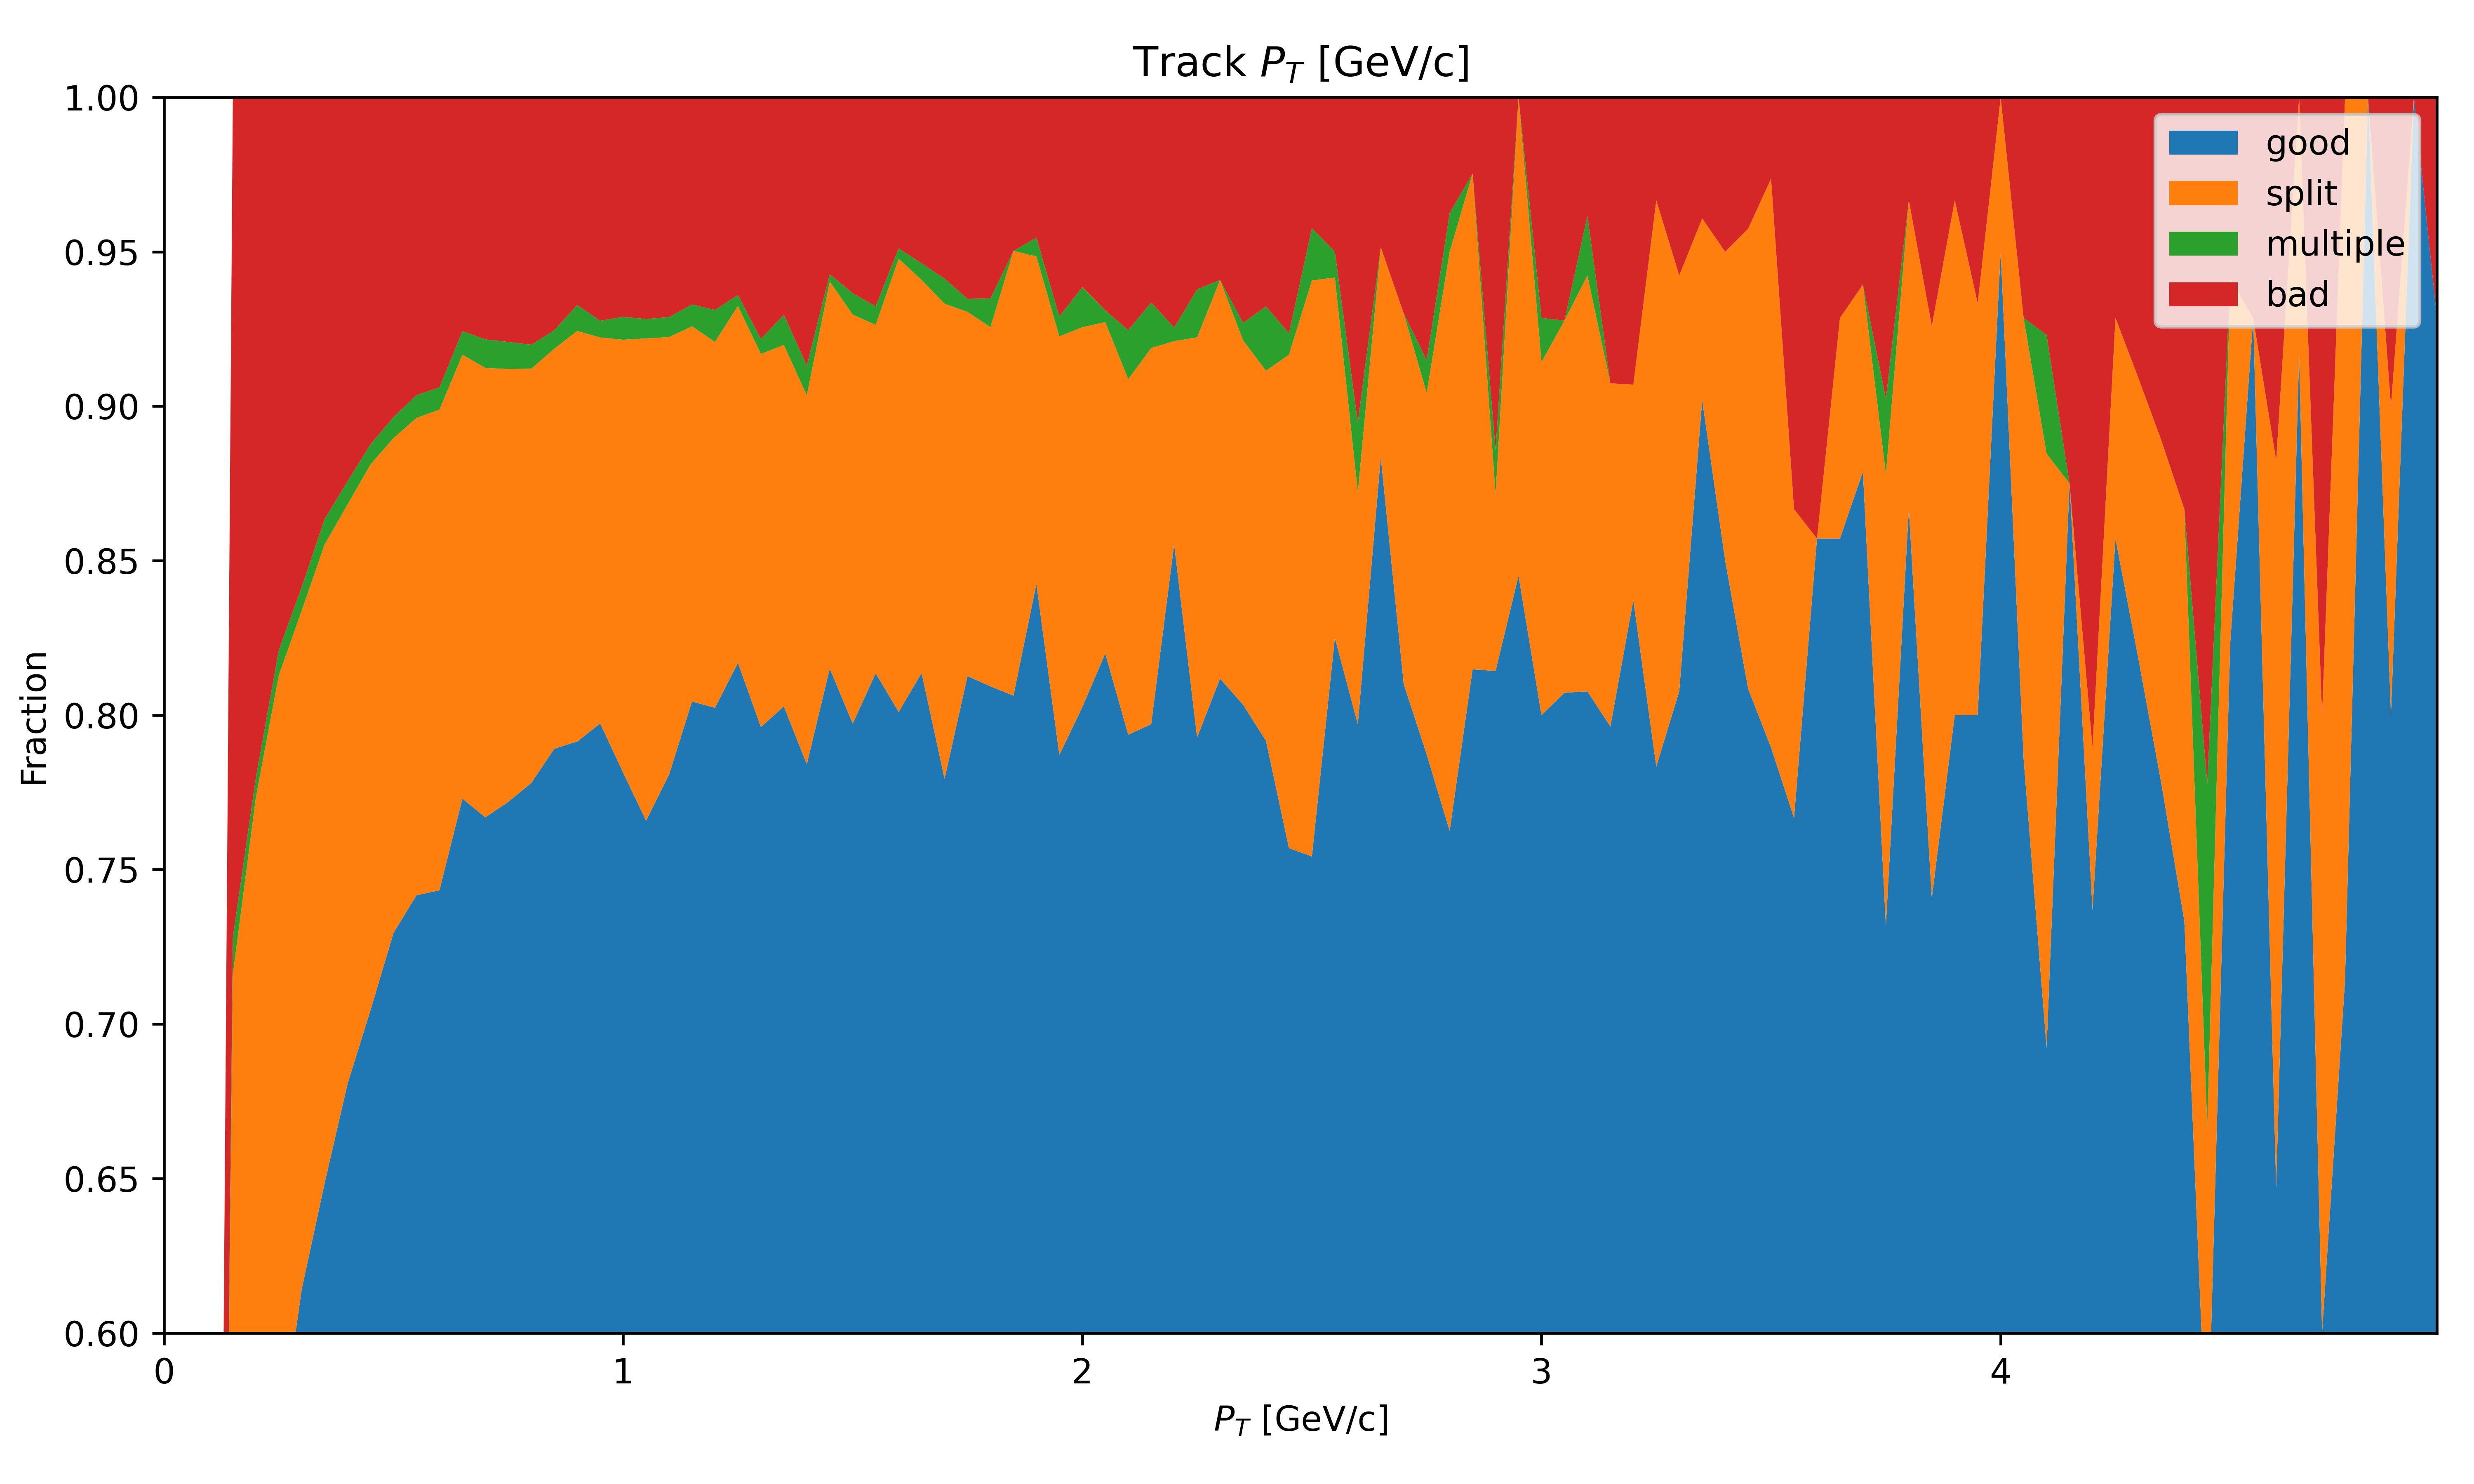 Track P_T [GeV/c]
1.00
0.95
0.90
0.85
0.80
0.75
0.70
0.65
0.60
Fraction
good
split
multiple
bad
0 1 2 3 4
P_T [GeV/c]